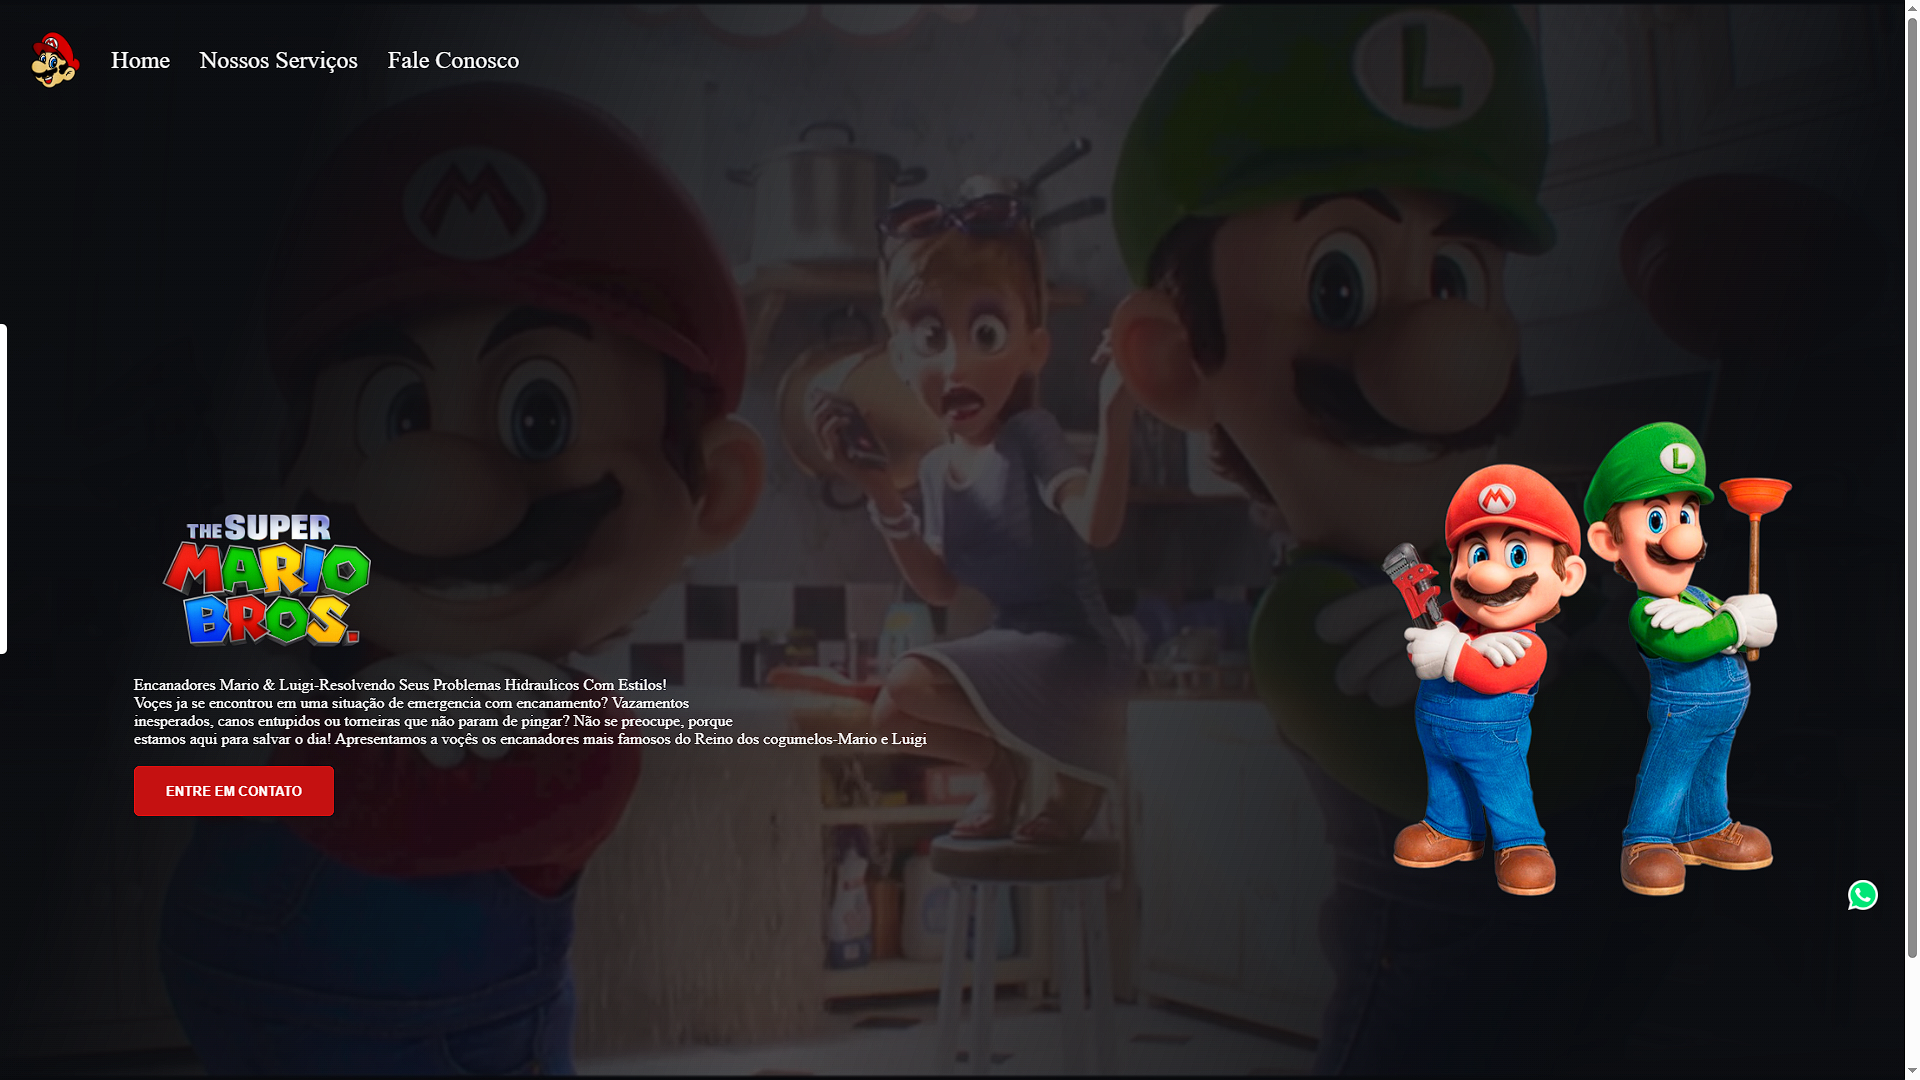 Home Nossos Serviços Fale Conosco
L
M
L
M
THE SUPER
MARIO
BROS.
Encanadores Mario & Luigi-Resolvendo Seus Problemas Hidraulicos Com Estilos!
Voçes ja se encontrou em uma situação de emergencia com encanamento? Vazamentos
inesperados, canos entupidos ou torneiras que não param de pingar? Não se preocupe, porque
estamos aqui para salvar o dia! Apresentamos a voçês os encanadores mais famosos do Reino dos cogumelos-Mario e Luigi
ENTRE EM CONTATO